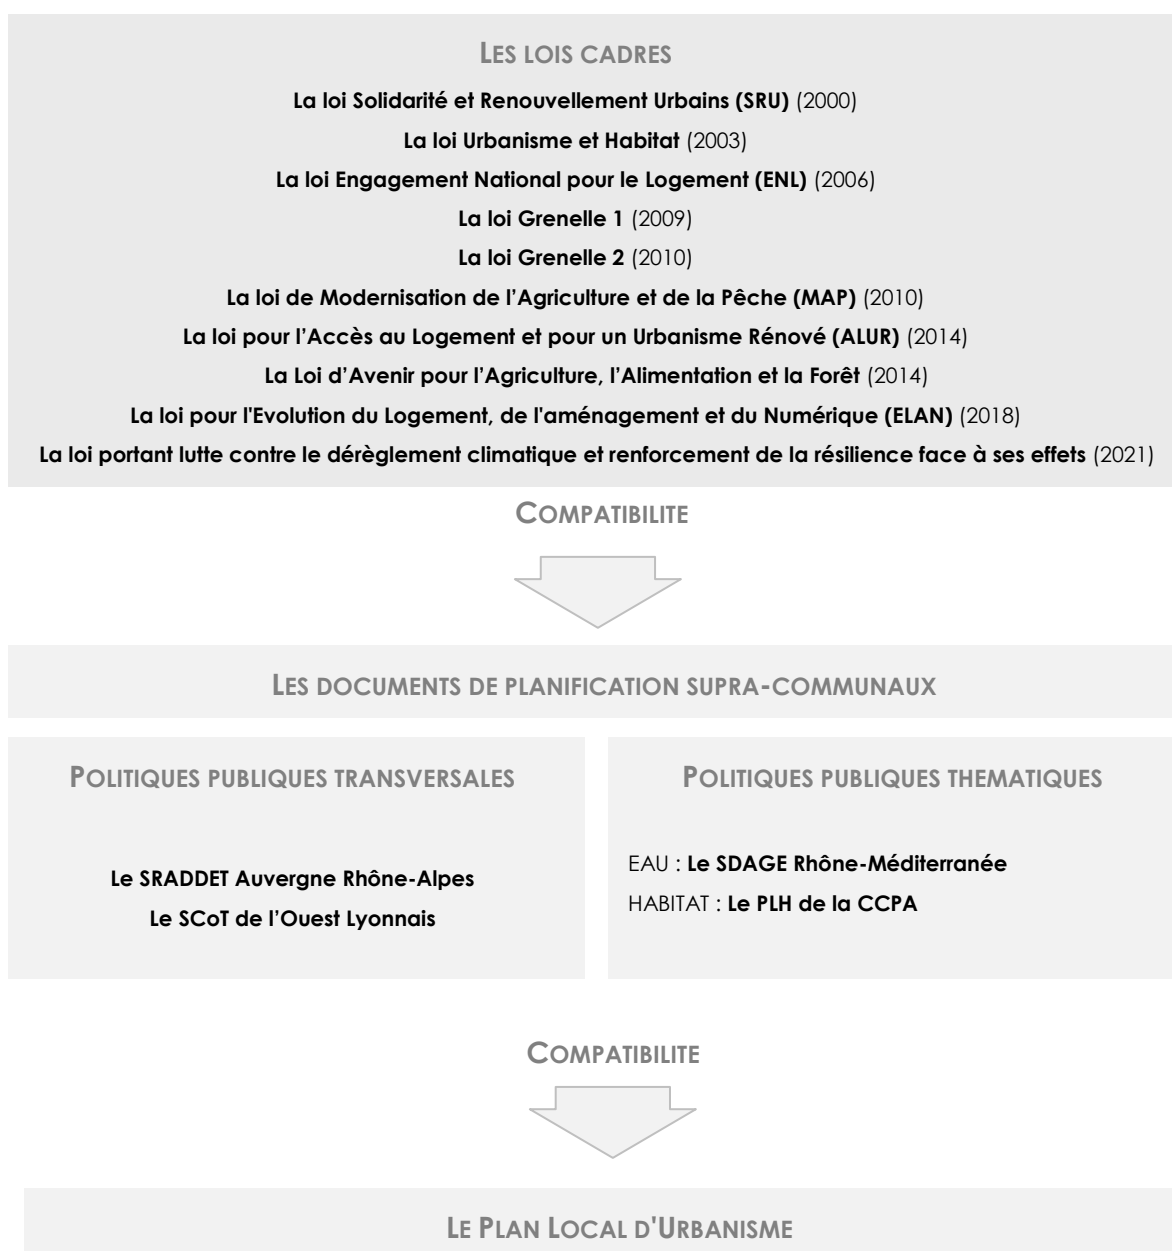 LES LOIS CADRES
La loi Solidarité et Renouvellement Urbains (SRU) (2000)
La loi Urbanisme et Habitat (2003)
La loi Engagement National pour le Logement (ENL) (2006)
La loi Grenelle 1 (2009)
La loi Grenelle 2 (2010)
La loi de Modernisation de l’Agriculture et de la Pêche (MAP) (2010)
La loi pour l’Accès au Logement et pour un Urbanisme Rénové (ALUR) (2014)
La Loi d’Avenir pour l’Agriculture, l’Alimentation et la Forêt (2014)
La loi pour l'Evolution du Logement, de l'aménagement et du Numérique (ELAN) (2018)
La loi portant lutte contre le dérèglement climatique et renforcement de la résilience face à ses effets (2021)
COMPATIBILITE
LES DOCUMENTS DE PLANIFICATION SUPRA-COMMUNAUX
POLITIQUES PUBLIQUES TRANSVERSALES
Le SRADDET Auvergne Rhône-Alpes
Le SCoT de l’Ouest Lyonnais
POLITIQUES PUBLIQUES THEMATIQUES
EAU : Le SDAGE Rhône-Méditerranée
HABITAT : Le PLH de la CCPA
COMPATIBILITE
LE PLAN LOCAL D'URBANISME